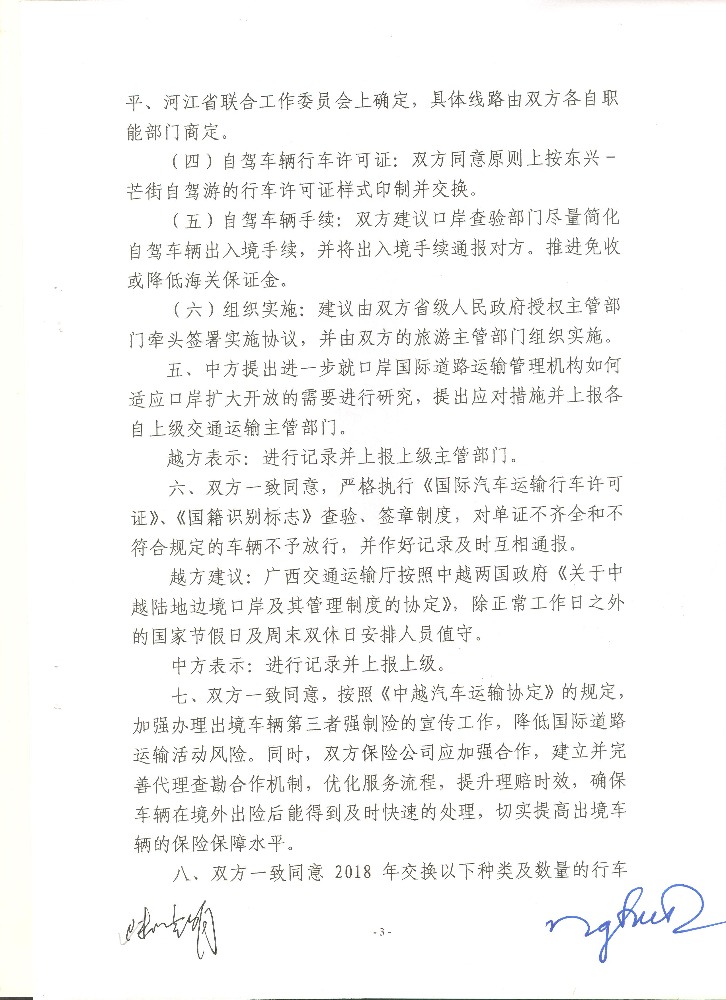 平、河江省联合工作委员会上确定，具体线路由双方各自职
能部门商定。
（四）自驾车辆行车许可证：双方同意原则上按东兴－
芒街自驾游的行车许可证样式印制并交换。
（五）自驾车辆手续：双方建议口岸查验部门尽量简化
自驾车辆出入境手续，并将出入境手续通报对方。推进免收
或降低海关保证金。
（六）组织实施：建议由双方省级人民政府授权主管部
门牵头签署实施协议，并由双方的旅游主管部门组织实施。
五、中方提出进一步就口岸国际道路运输管理机构如何
适应口岸扩大开放的需要进行研究，提出应对措施并上报各
自上级交通运输主管部门。
越方表示：进行记录并上报上级主管部门。
六、双方一致同意，严格执行《国际汽车运输行车许可
证》、《国籍识别标志》查验、签章制度，对单证不齐全和不
符合规定的车辆不予放行，并作好记录及时互相通报。
越方建议：广西交通运输厅按照中越两国政府《关于中
越陆地边境口岸及其管理制度的协定》，除正常工作日之外
的国家节假日及周末双休日安排人员值守。
中方表示：进行记录并上报上级。
七、双方一致同意，按照《中越汽车运输协定》的规定，
加强办理出境车辆第三者强制险的宣传工作，降低国际道路
运输活动风险。同时，双方保险公司应加强合作，建立并完
善代理查勘合作机制，优化服务流程，提升理赔时效，确保
车辆在境外出险后能得到及时快速的处理，切实提高出境车
辆的保险保障水平。
八、双方一致同意 2018 年交换以下种类及数量的行车
- 3 -